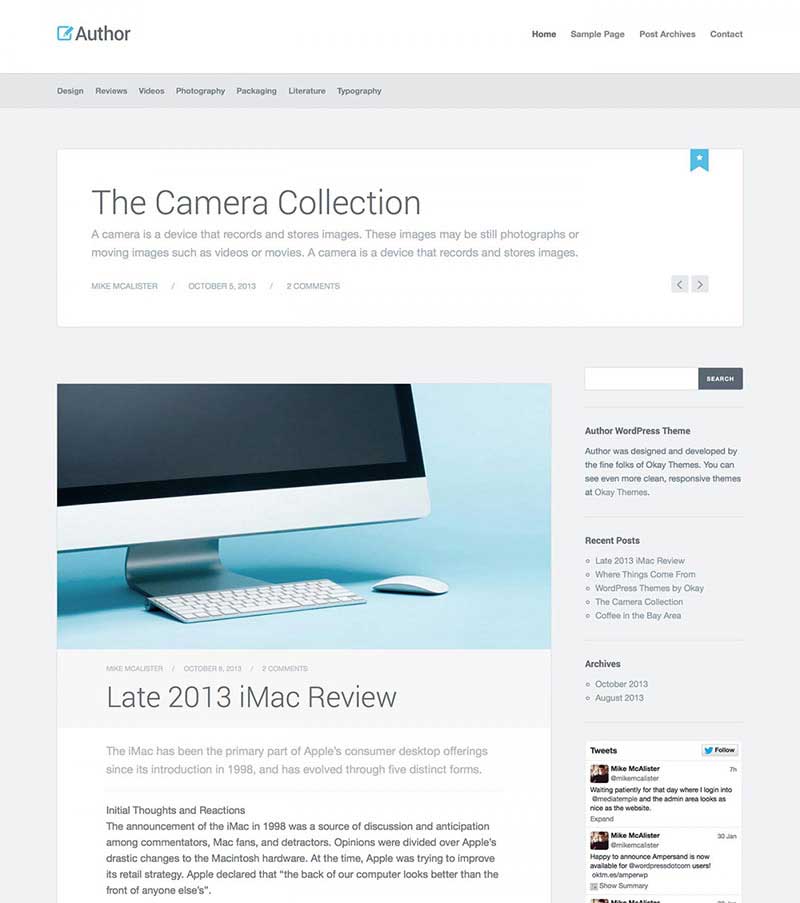 Author
Home Sample Page Post Archives Contact
Design Reviews Videos Photography Packaging Literature Typography
The Camera Collection
A camera is a device that records and stores images. These images may be still photographs or
moving images such as videos or movies. A camera is a device that records and stores images.
MIKE MCALISTER / OCTOBER 5, 2013 / 2 COMMENTS
MIKE MCALISTER / OCTOBER 8, 2013 / 2 COMMENTS
Late 2013 iMac Review
The iMac has been the primary part of Apple's consumer desktop offerings
since its introduction in 1998, and has evolved through five distinct forms.
Initial Thoughts and Reactions
The announcement of the iMac in 1998 was a source of discussion and anticipation
among commentators, Mac fans, and detractors. Opinions were divided over Apple's
drastic changes to the Macintosh hardware. At the time, Apple was trying to improve
its retail strategy. Apple declared that "the back of our computer looks better than the
front of anyone else's".
SEARCH
Author WordPress Theme
Author was designed and developed by
the fine folks of Okay Themes. You can
see even more clean, responsive themes
at Okay Themes.
Recent Posts
Late 2013 iMac Review
Where Things Come From
WordPress Themes by Okay
The Camera Collection
Coffee in the Bay Area
Archives
October 2013
August 2013
Tweets Follow
Mike McAlister 7h
@mikemcalister
Waiting patiently for that day where I login into
@mediatemple and the admin area looks as
nice as the website.
Expand
Mike McAlister 30 Jan
@mikemcalister
Happy to announce Ampersand is now
available for @wordpressdotcom users!
oktm.es/amperwp
Show Summary